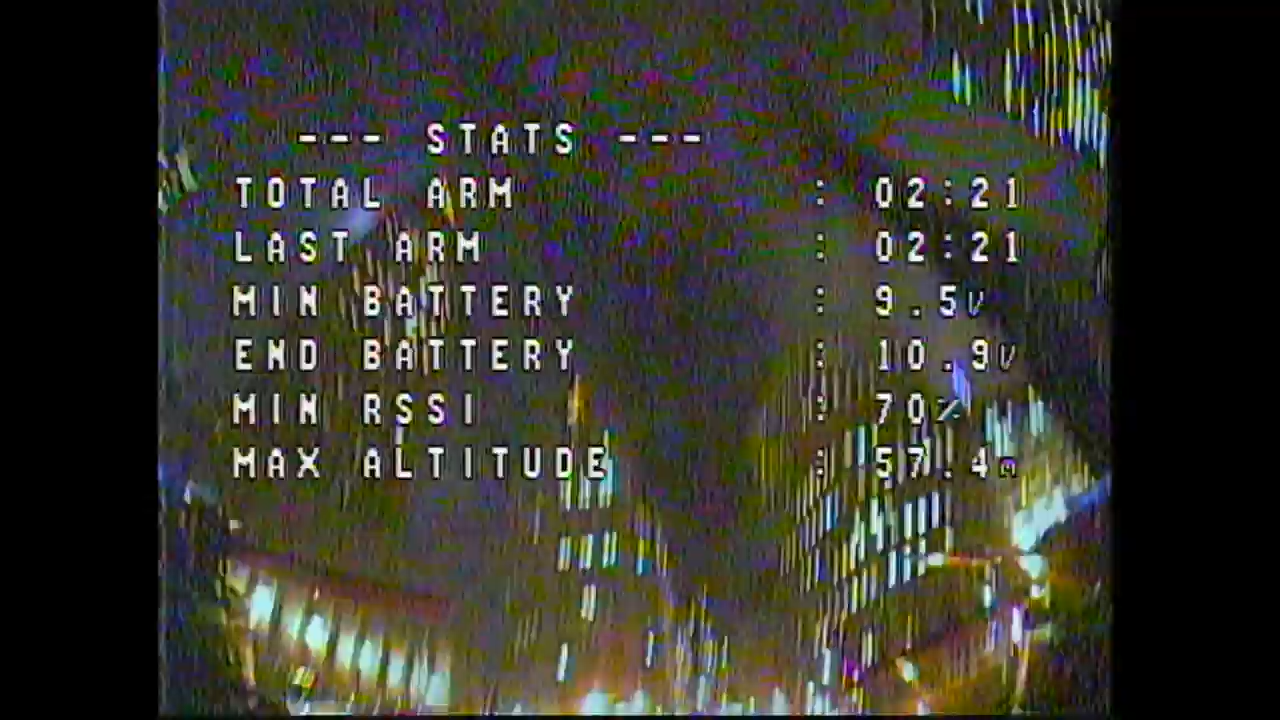 --- STATS ---
TOTAL ARM : 02:21
LAST ARM : 02:21
MIN BATTERY : 9.5V
END BATTERY : 10.9V
MIN RSSI : 70%
MAX ALTITUDE : 57.4m